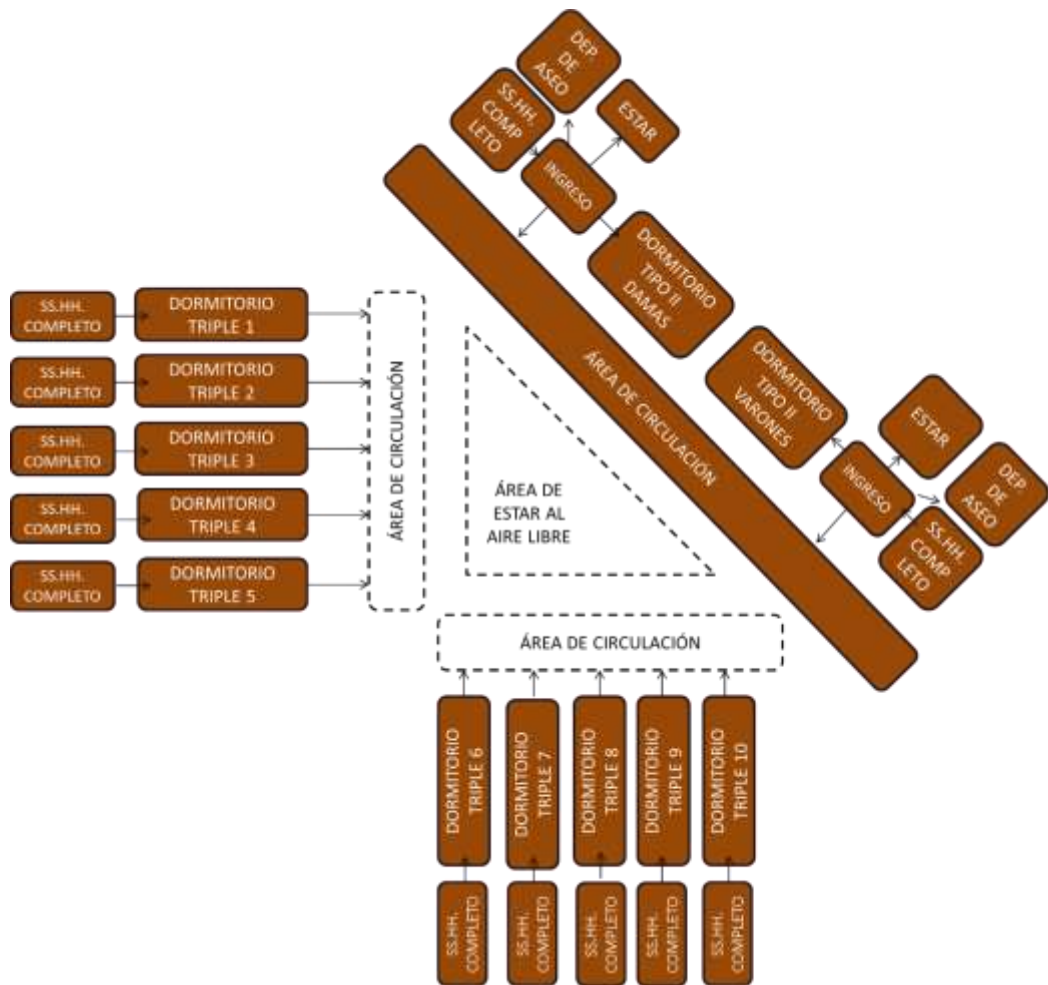 DEP.
DE
ASEO
SS.HH.
COMP
LETO
ESTAR
INGRESO
DORMITORIO
TIPO II
DAMAS
DORMITORIO
TIPO II
VARONES
ESTAR
INGRESO
DEP.
DE
ASEO
SS.HH.
COMP
LETO
ÁREA DE CIRCULACIÓN
SS.HH.
COMPLETO
DORMITORIO
TRIPLE 1
SS.HH.
COMPLETO
DORMITORIO
TRIPLE 2
SS.HH.
COMPLETO
DORMITORIO
TRIPLE 3
SS.HH.
COMPLETO
DORMITORIO
TRIPLE 4
SS.HH.
COMPLETO
DORMITORIO
TRIPLE 5
ÁREA DE CIRCULACIÓN
ÁREA DE
ESTAR AL
AIRE LIBRE
ÁREA DE CIRCULACIÓN
DORMITORIO
TRIPLE 6
DORMITORIO
TRIPLE 7
DORMITORIO
TRIPLE 8
DORMITORIO
TRIPLE 9
DORMITORIO
TRIPLE 10
SS.HH.
COMPLETO
SS.HH.
COMPLETO
SS.HH.
COMPLETO
SS.HH.
COMPLETO
SS.HH.
COMPLETO